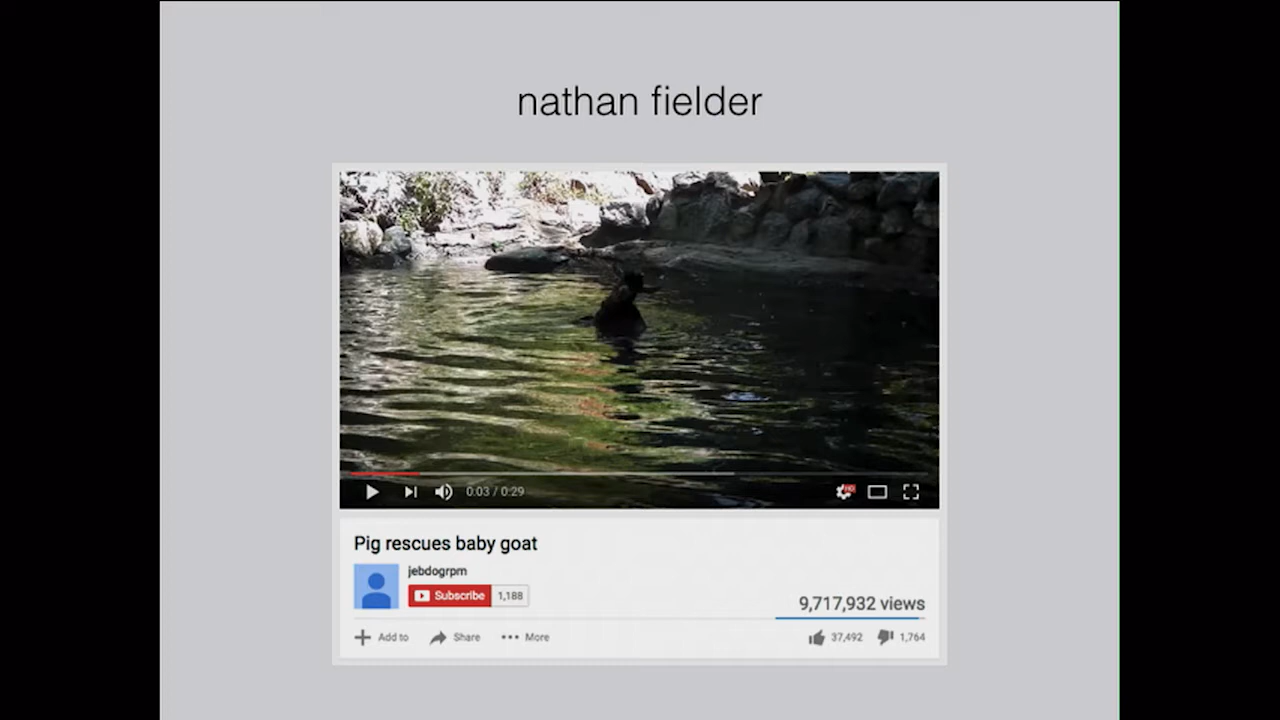 nathan fielder
0:03 / 0:29
HD
Pig rescues baby goat
jebdogrpm
Subscribe 1,188
9,717,932 views
Add to Share More
37,492 1,764